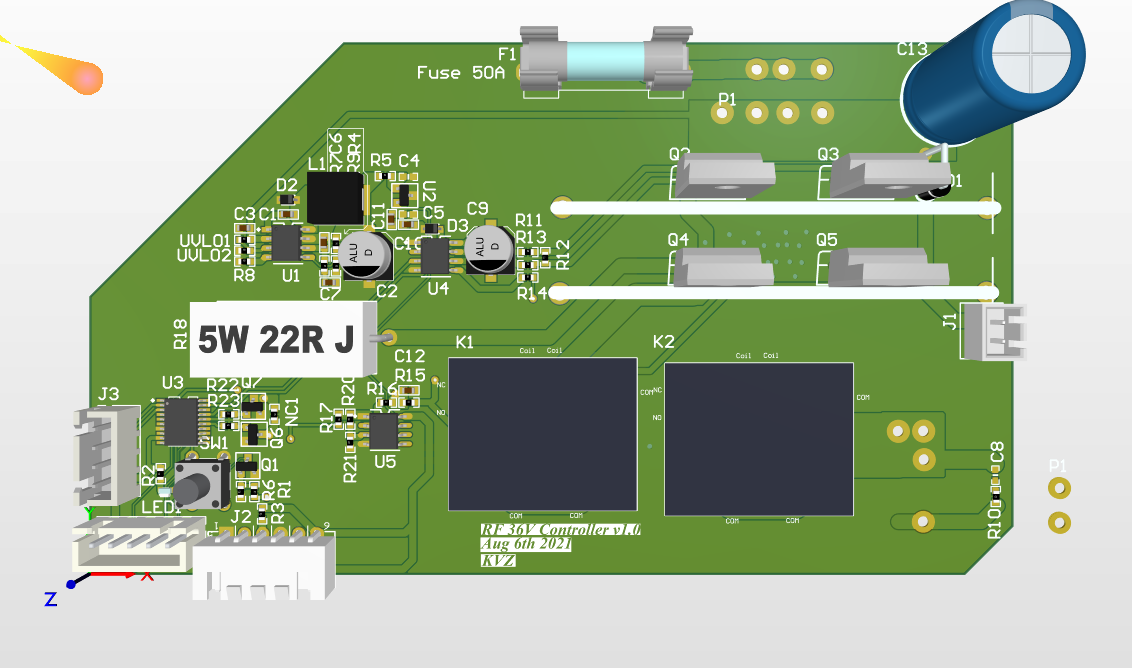 F1
Fuse 50A
C13
P1
L1
R7C6
R9R4
R5 C4
U2
Q3
D2
C3 C1
C11
C5
D3
C9
R11
R13
R12
R14
UVLO1
UVLO2
R8
U1
C7
C2
ALU
D
ALU
D
U4
Q4
Q5
J1
R18
5W 22R J
K1
Coil Coil
K2
Coil Coil
C12
R15
R16
R20
R17
R21
U5
NC
NO
COM
NC
NO
COM
COM
COM
COM
COM
J3
U3
R22
R23
Q7
NC1
Q6
SW1
R2
Q1
R6
R1
R3
LED1
J2
1
9
C8
R10
P1
RF 36V Controller v1.0
Aug 6th 2021
KVZ
Y
X
Z